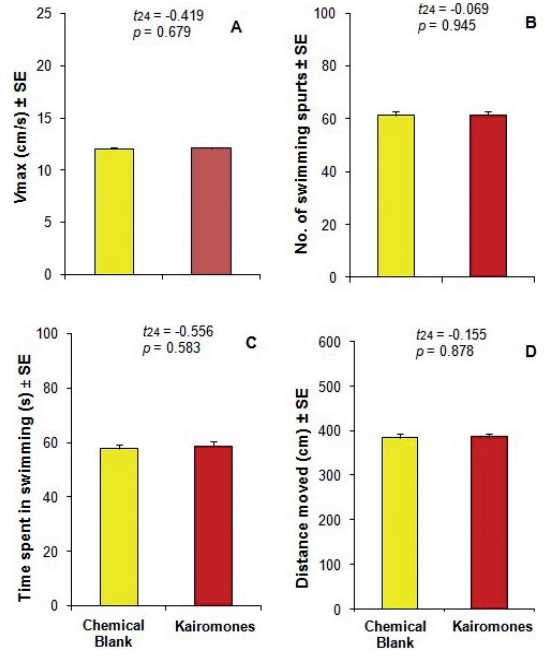 t24 = -0.419
p = 0.679
A
Vmax (cm/s) ± SE
25
20
15
10
5
0
t24 = -0.069
p = 0.945
B
No. of swimming spurts ± SE
100
80
60
40
20
0
t24 = -0.556
p = 0.583
C
Time spent in swimming (s) ± SE
100
80
60
40
20
0
Chemical
Blank
Kairomones
t24 = -0.155
p = 0.878
D
Distance moved (cm) ± SE
600
500
400
300
200
100
0
Chemical
Blank
Kairomones